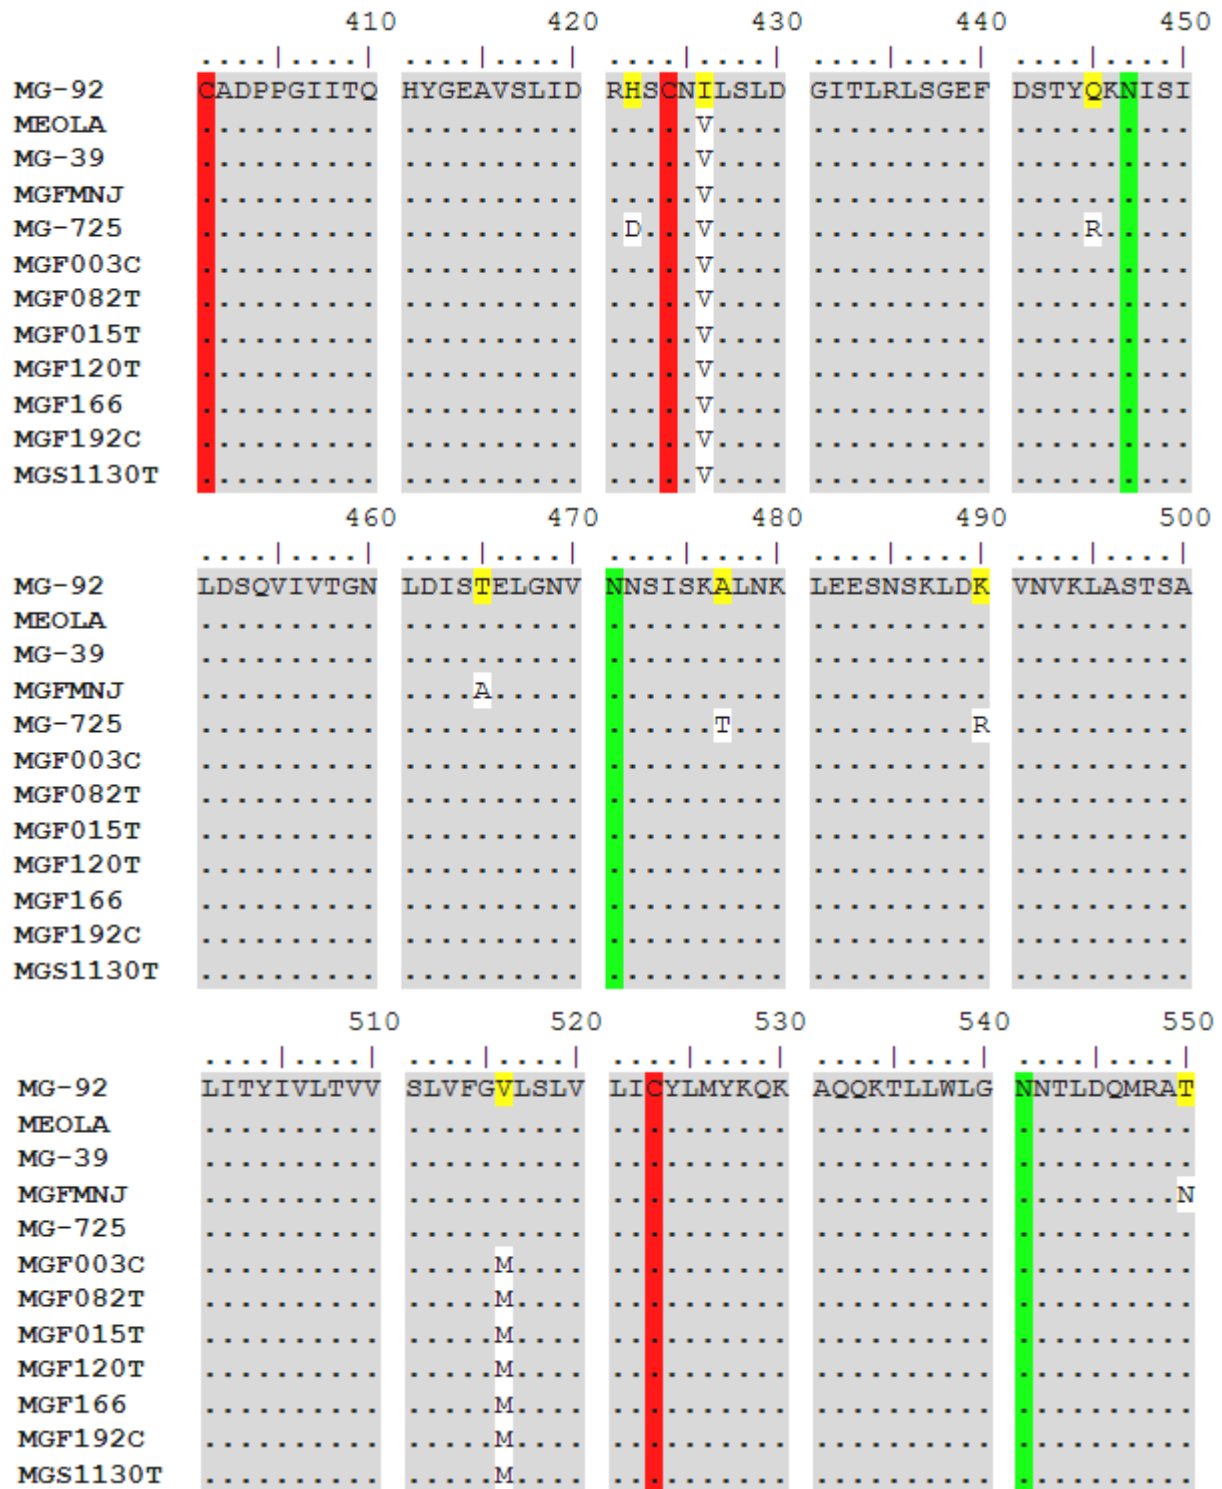 410 420 430 440 450
....|....| ....|....| ....|....| ....|....| ....|....|
MG-92 CADPPGIITQ HYGEAVSLID RHSCNILSLD GITLRLSGEF DSTYQKNISI
MEOLA .......... .......... .....V.... .......... ..........
MG-39 .......... .......... .....V.... .......... ..........
MGFMNJ .......... .......... .....V.... .......... ..........
MG-725 .......... .......... .D...V.... .......... ....R.....
MGF003C .......... .......... .....V.... .......... ..........
MGF082T .......... .......... .....V.... .......... ..........
MGF015T .......... .......... .....V.... .......... ..........
MGF120T .......... .......... .....V.... .......... ..........
MGF166 .......... .......... .....V.... .......... ..........
MGF192C .......... .......... .....V.... .......... ..........
MGS1130T .......... .......... .....V.... .......... ..........
460 470 480 490 500
....|....| ....|....| ....|....| ....|....| ....|....|
MG-92 LDSQVIVTGN LDISTELGNV NNSISKALNK LEESNSKLDK VNVKLASTSA
MEOLA .......... .......... .......... .......... ..........
MG-39 .......... .......... .......... .......... ..........
MGFMNJ .......... ....A..... .......... .......... ..........
MG-725 .......... .......... ......T... .........R ..........
MGF003C .......... .......... .......... .......... ..........
MGF082T .......... .......... .......... .......... ..........
MGF015T .......... .......... .......... .......... ..........
MGF120T .......... .......... .......... .......... ..........
MGF166 .......... .......... .......... .......... ..........
MGF192C .......... .......... .......... .......... ..........
MGS1130T .......... .......... .......... .......... ..........
510 520 530 540 550
....|....| ....|....| ....|....| ....|....| ....|....|
MG-92 LITYIVLTVV SLVFGVLSLV LICYLMYKQK AQQKTLLWLG NNTLDQMRAT
MEOLA .......... .......... .......... .......... ..........
MG-39 .......... .......... .......... .......... ..........
MGFMNJ .......... .......... .......... .......... .........N
MG-725 .......... .......... .......... .......... ..........
MGF003C .......... .....M.... .......... .......... ..........
MGF082T .......... .....M.... .......... .......... ..........
MGF015T .......... .....M.... .......... .......... ..........
MGF120T .......... .....M.... .......... .......... ..........
MGF166 .......... .....M.... .......... .......... ..........
MGF192C .......... .....M.... .......... .......... ..........
MGS1130T .......... .....M.... .......... .......... ..........